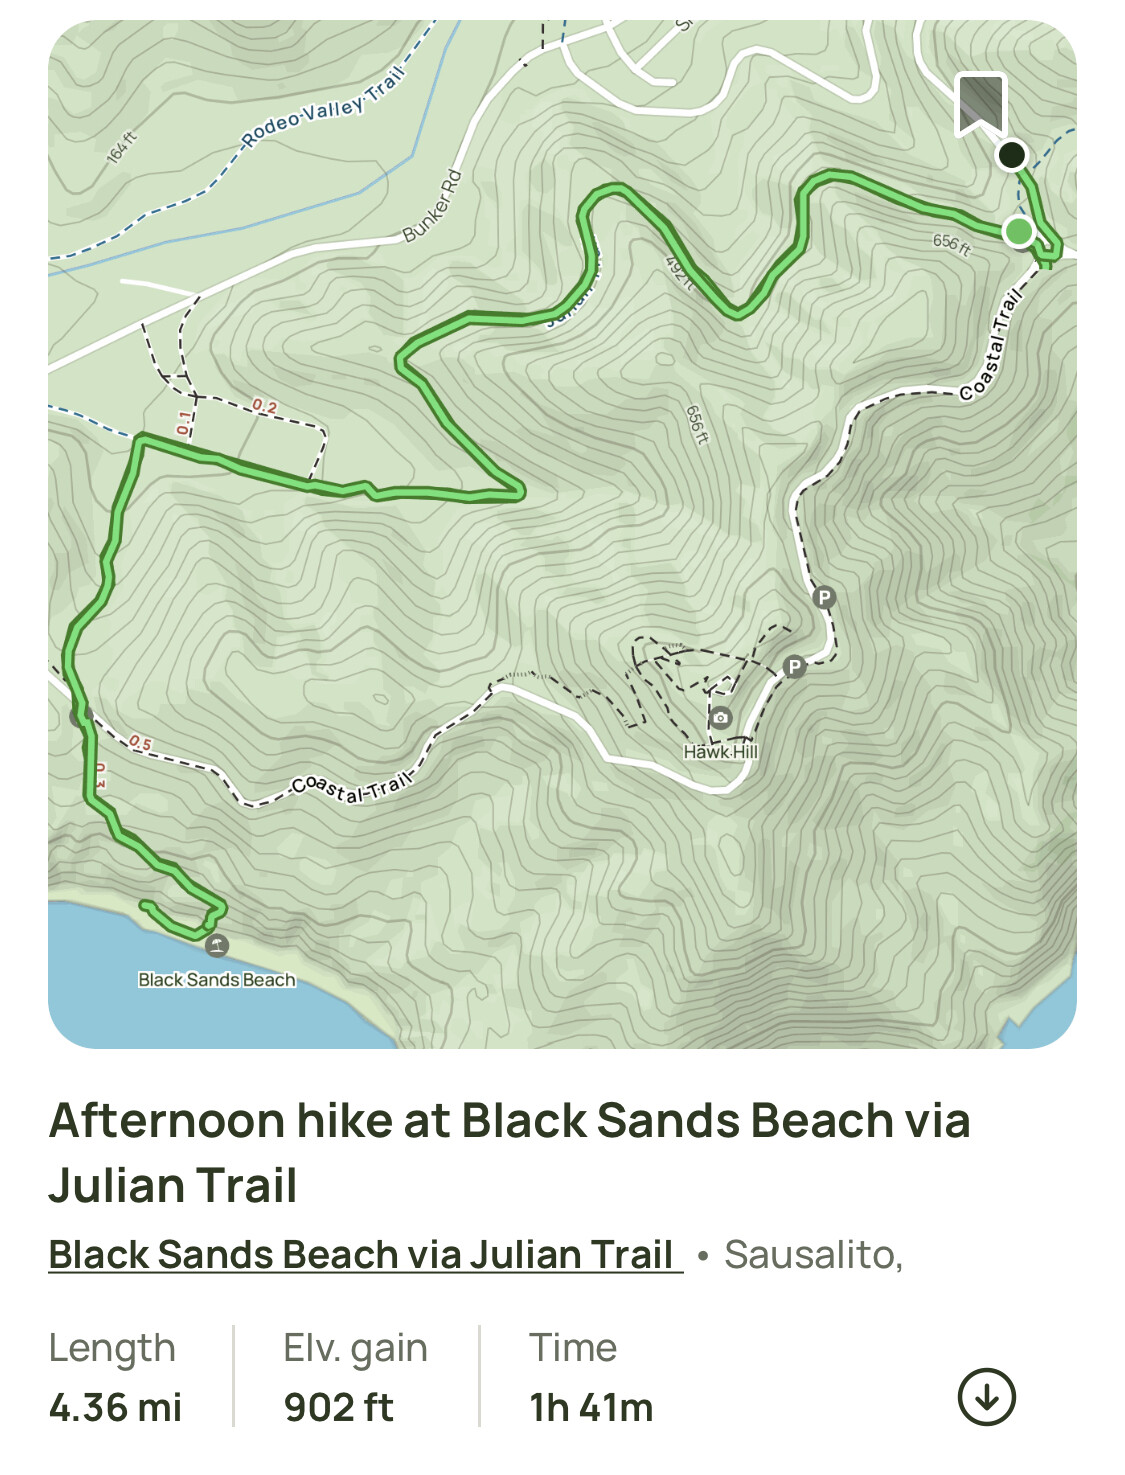 Rodeo-Valley-Trail
164 ft
Bunker Rd
492 ft
656 ft
Coastal-Trail
0.2
0.1
656 ft
P
P
Hawk Hill
0.5
Coastal-Trail
0.3
Black Sands Beach
Afternoon hike at Black Sands Beach via
Julian Trail
Black Sands Beach via Julian Trail • Sausalito,
Length Elv. gain Time
4.36 mi 902 ft 1h 41m